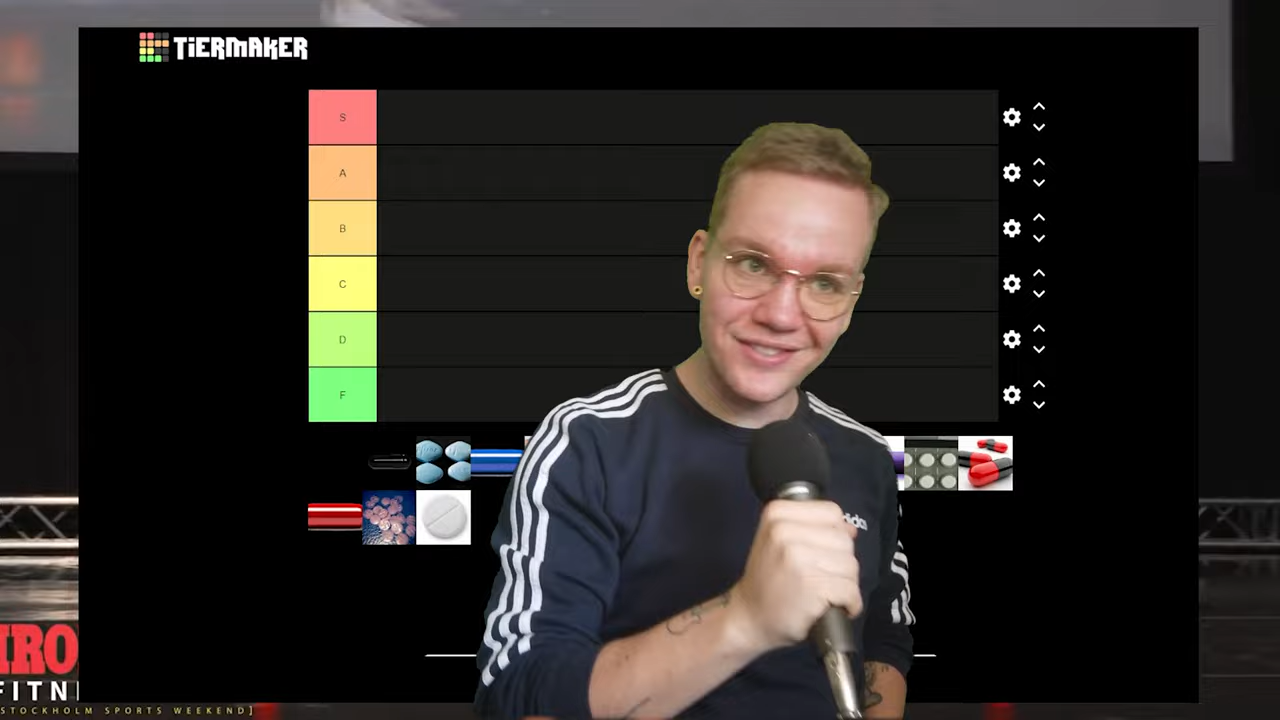 TiERMAKER
S
A
B
C
D
F
IRO
FITN
STOCKHOLM SPORTS WEEKEND]